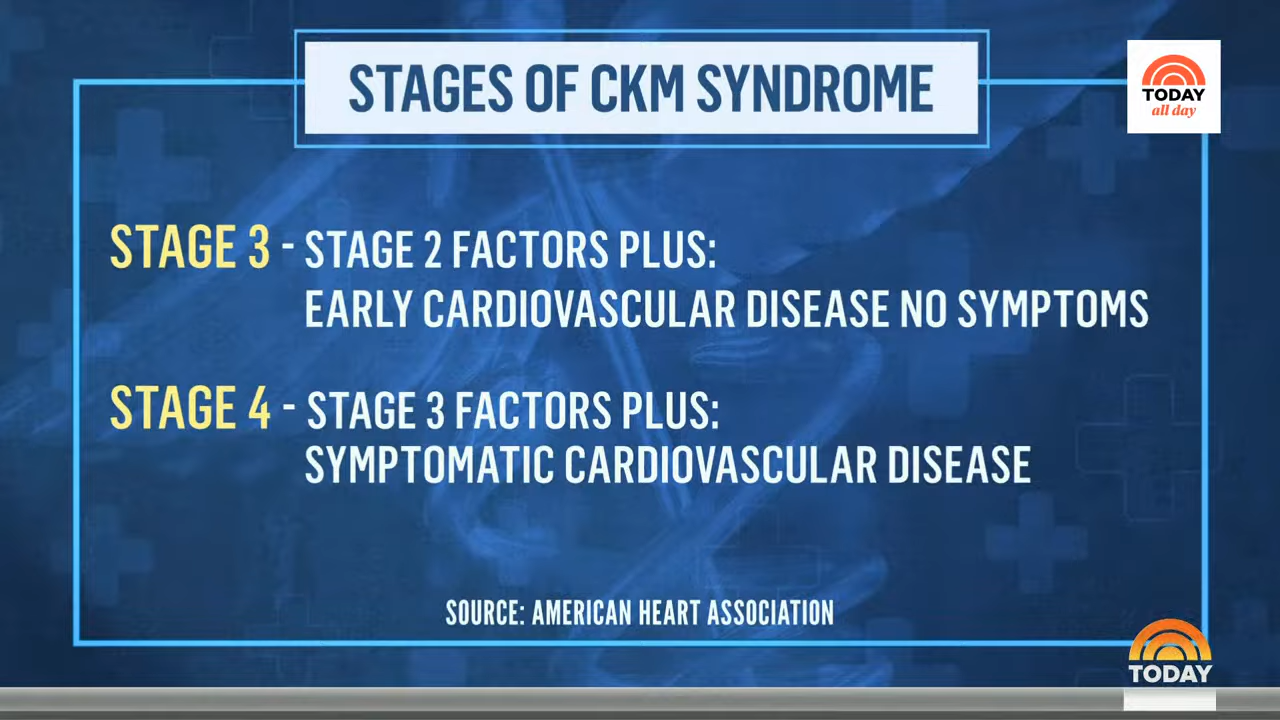 STAGES OF CKM SYNDROME
TODAY
all day
STAGE 3 - STAGE 2 FACTORS PLUS:
EARLY CARDIOVASCULAR DISEASE NO SYMPTOMS
STAGE 4 - STAGE 3 FACTORS PLUS:
SYMPTOMATIC CARDIOVASCULAR DISEASE
SOURCE: AMERICAN HEART ASSOCIATION
TODAY